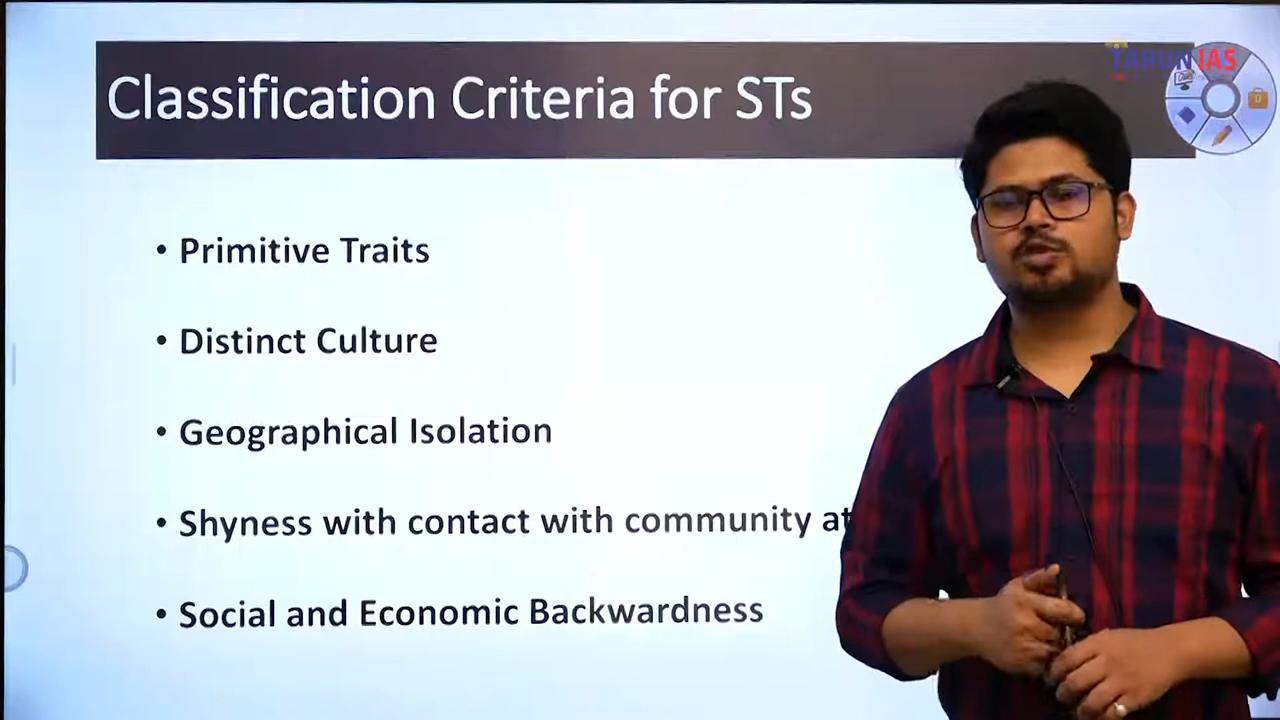 TARUN IAS
Classification Criteria for STs
• Primitive Traits
• Distinct Culture
• Geographical Isolation
• Shyness with contact with community at
• Social and Economic Backwardness